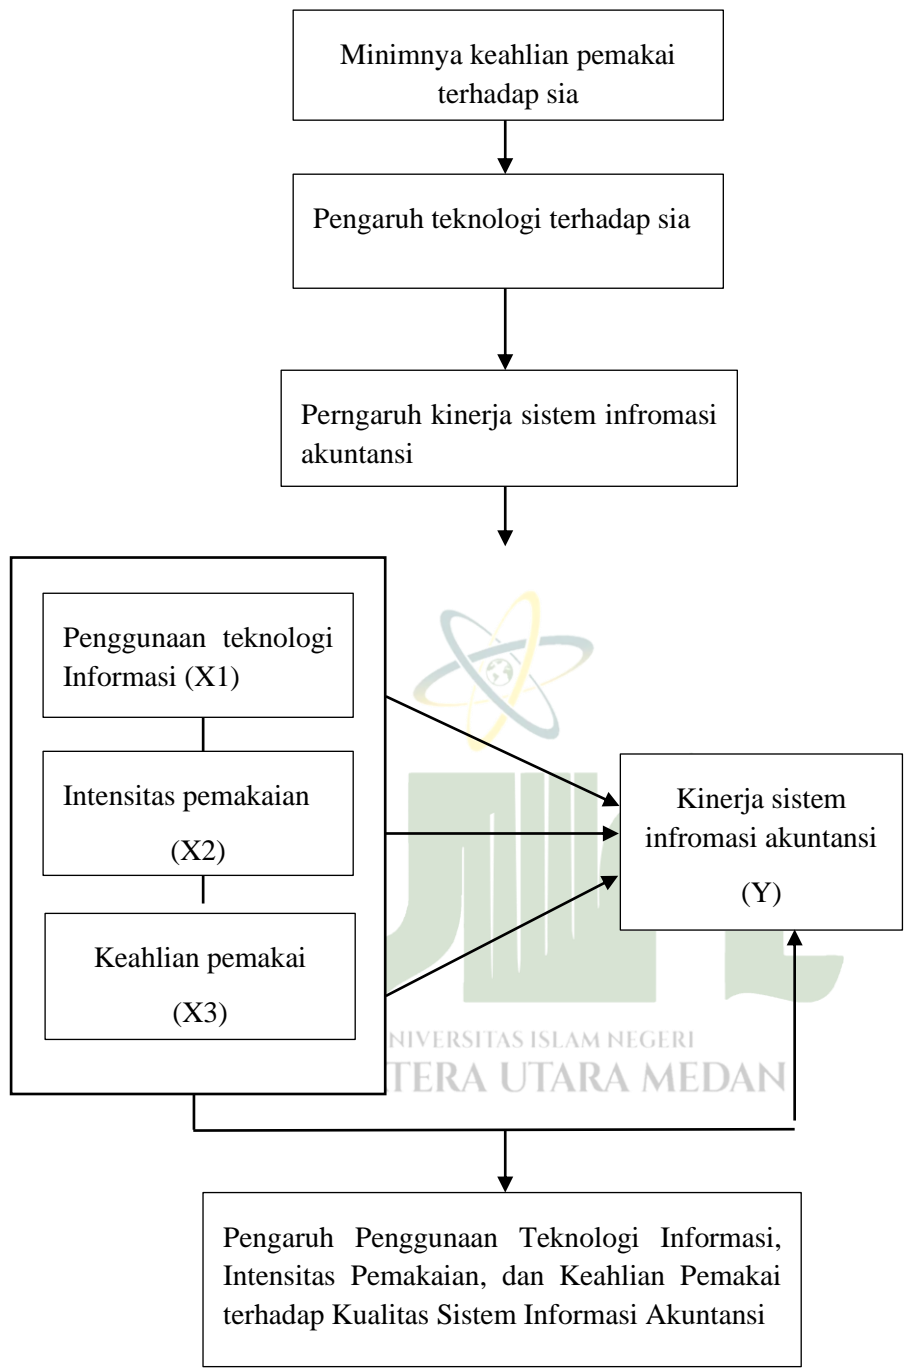 Minimnya keahlian pemakai
terhadap sia
Pengaruh teknologi terhadap sia
Perngaruh kinerja sistem infromasi
akuntansi
Penggunaan teknologi
Informasi (X1)
Intensitas pemakaian
(X2)
Keahlian pemakai
(X3)
Kinerja sistem
infromasi akuntansi
(Y)
NIVERSITAS ISLAM NEGERI
TERA UTARA MEDAN
Pengaruh Penggunaan Teknologi Informasi,
Intensitas Pemakaian, dan Keahlian Pemakai
terhadap Kualitas Sistem Informasi Akuntansi